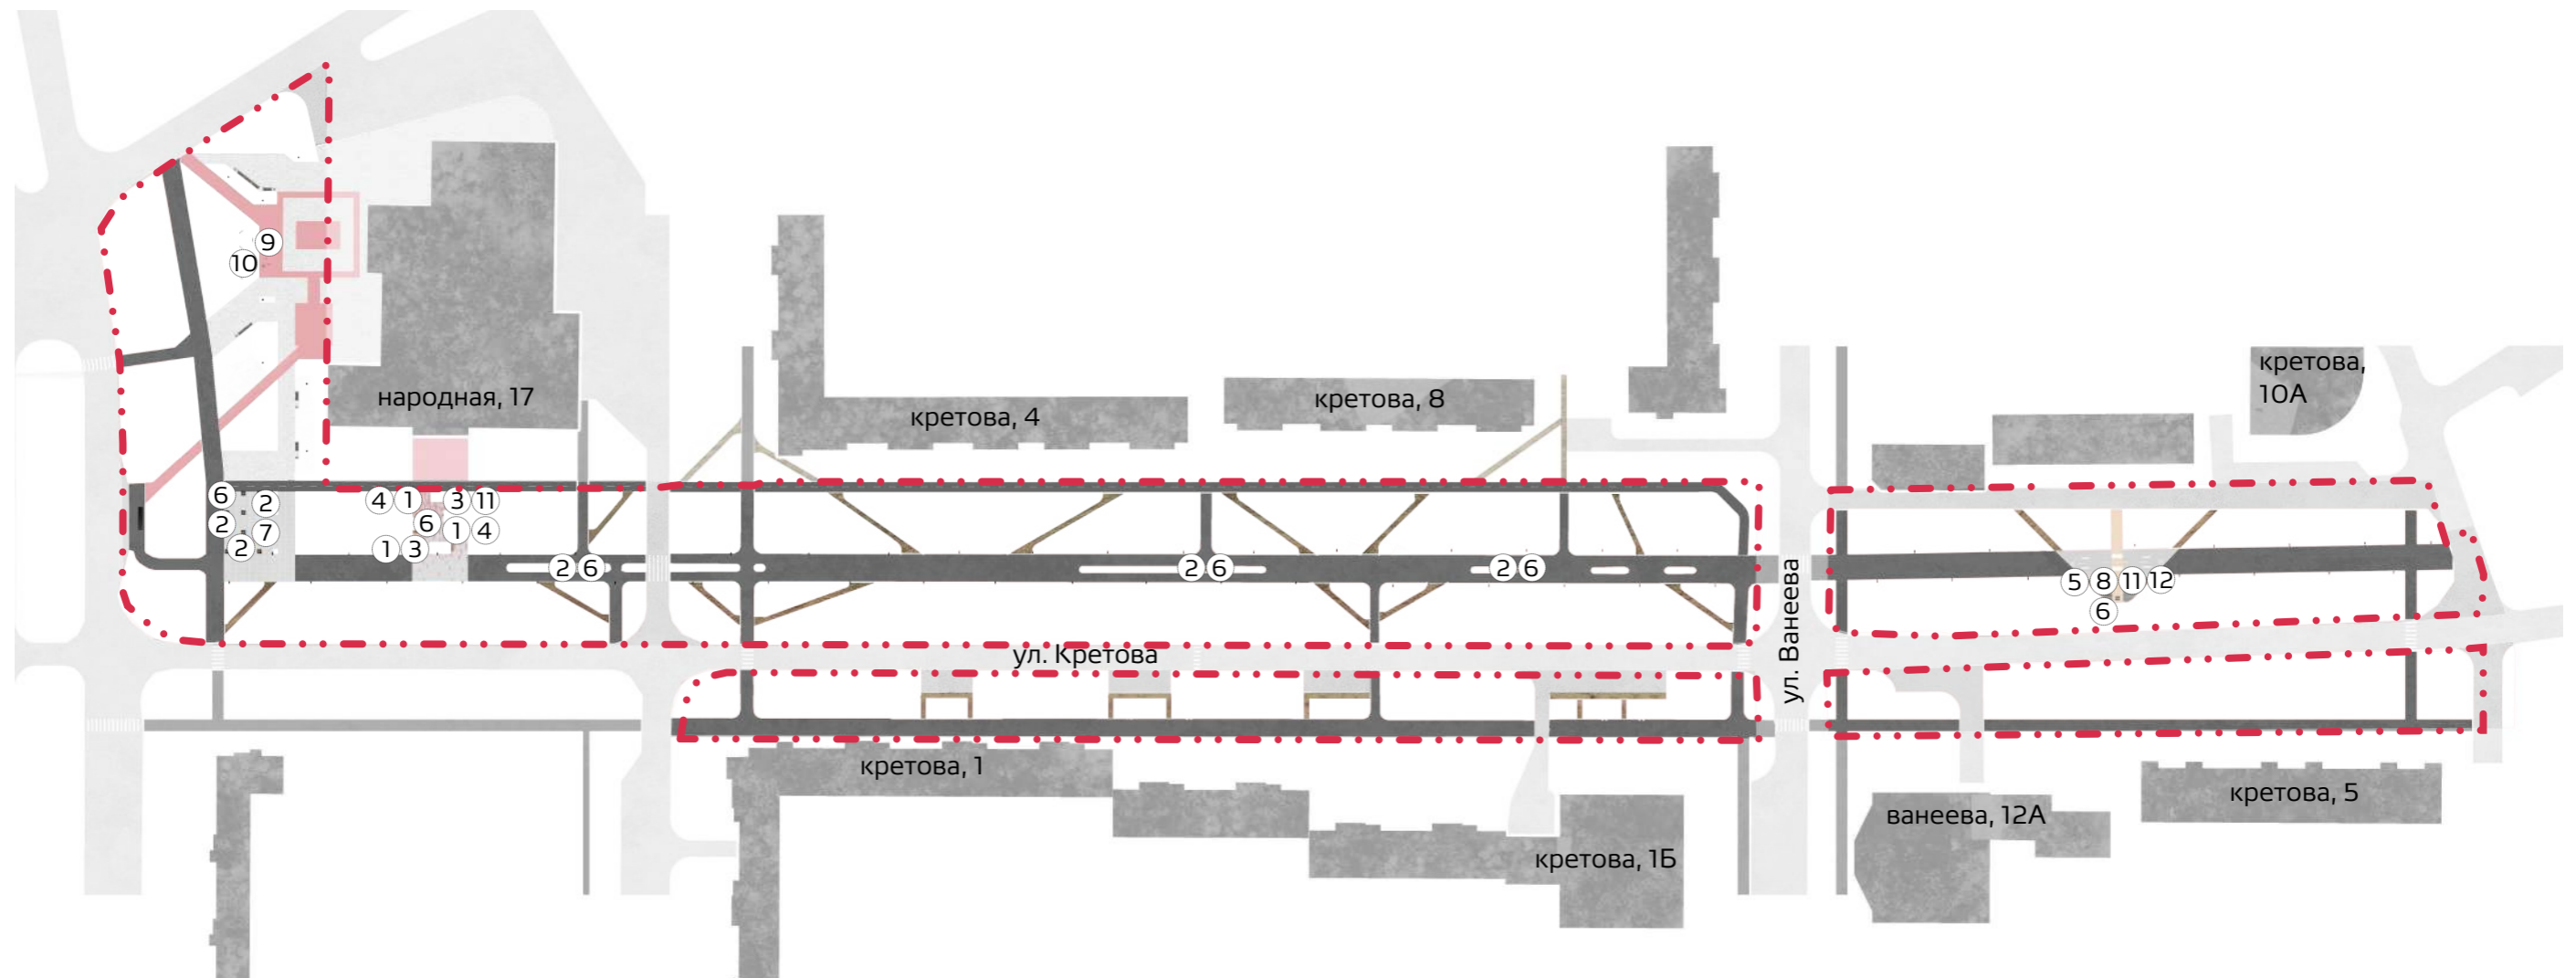 9
10
народная, 17
кретова, 4
кретова, 8
кретова,
10А
6 2
2 7
2
4 1 3 11
6 1 4
1 3
2 6
2 6
2 6
5 8 11 12
6
ул. Кретова
ул. Ванеева
кретова, 1
кретова, 1Б
ванеева, 12А
кретова, 5